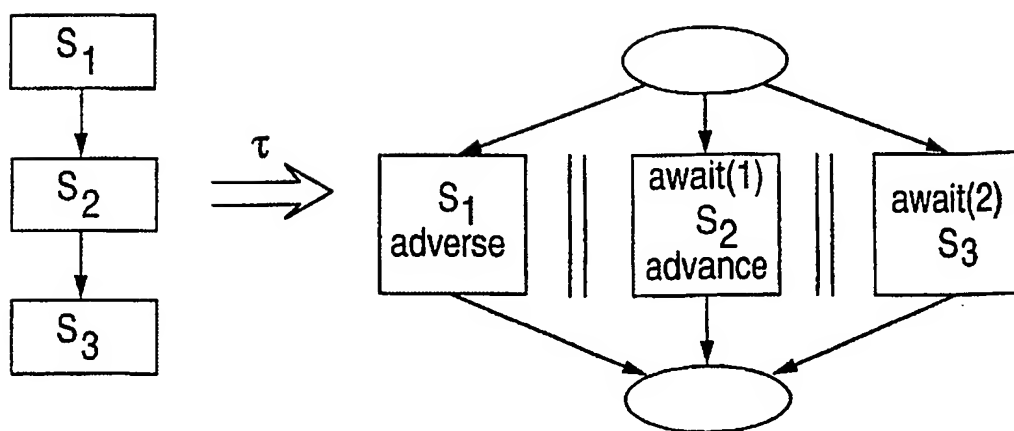 S₁
S₂
S₃
τ
S₁
adverse
await(1)
S₂
advance
await(2)
S₃